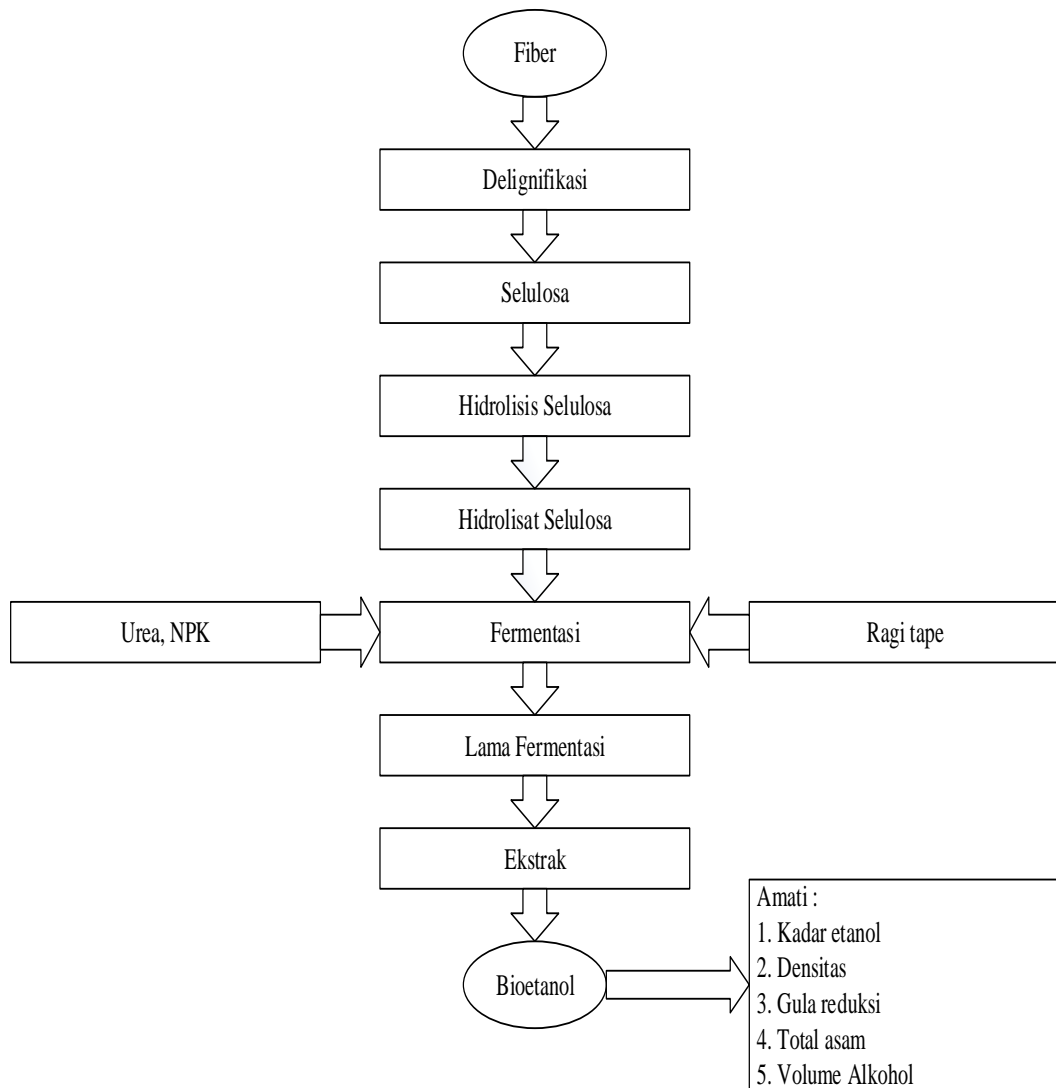 Fiber
Delignifikasi
Selulosa
Hidrolisis Selulosa
Hidrolisat Selulosa
Urea, NPK
Fermentasi
Ragi tape
Lama Fermentasi
Ekstrak
Bioetanol
Amati :
1. Kadar etanol
2. Densitas
3. Gula reduksi
4. Total asam
5. Volume Alkohol